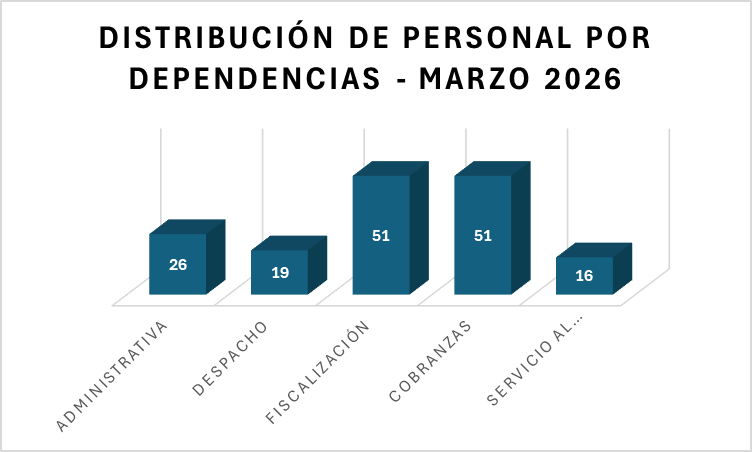 DISTRIBUCIÓN DE PERSONAL POR
DEPENDENCIAS - MARZO 2026
26
19
51
51
16
ADMINISTRATIVA
DESPACHO
FISCALIZACIÓN
COBRANZAS
SERVICIO AL...